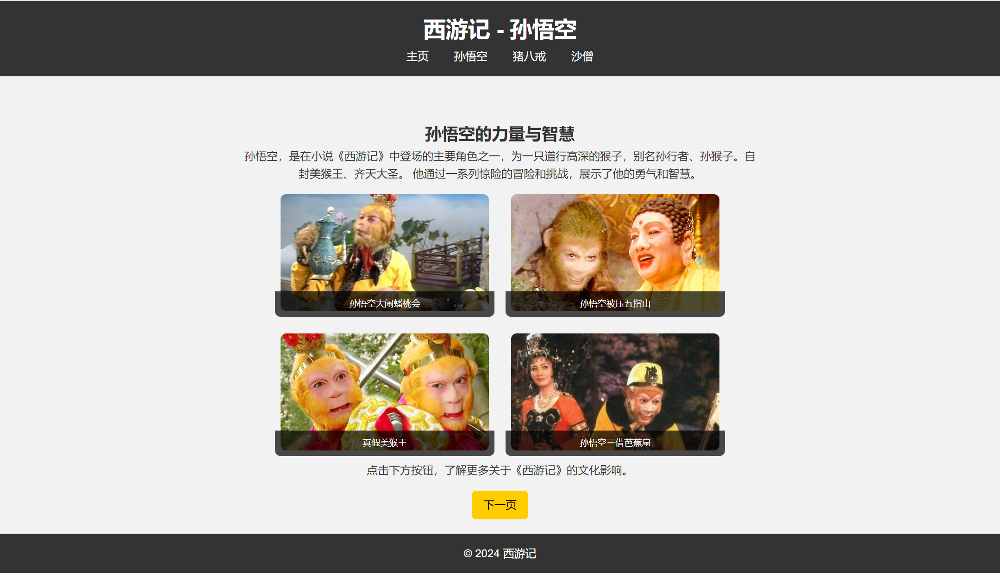 西游记 - 孙悟空
主页 孙悟空 猪八戒 沙僧
孙悟空的力量与智慧
孙悟空，是在小说《西游记》中登场的主要角色之一，为一只道行高深的猴子，别名孙行者、孙猴子。自
封美猴王、齐天大圣。 他通过一系列惊险的冒险和挑战，展示了他的勇气和智慧。
孙悟空大闹蟠桃会
孙悟空被压五指山
佛
真假美猴王
孙悟空三借芭蕉扇
点击下方按钮，了解更多关于《西游记》的文化影响。
下一页
© 2024 西游记